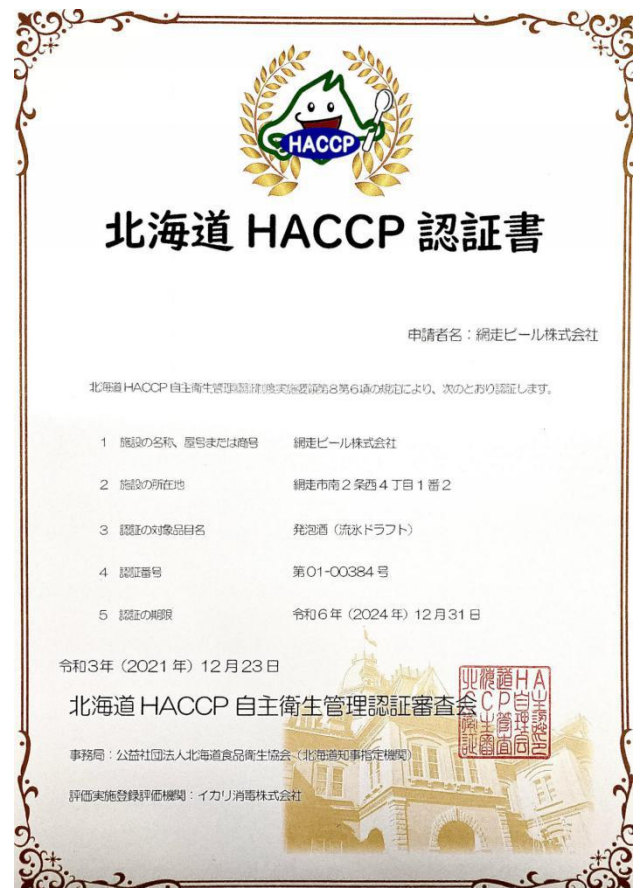 HACCP
北海道 HACCP 認証書
申請者名：網走ビール株式会社
北海道 HACCP 自主衛生管理認証制度実施要領第8第6項の規定により、次のとおり認証します。
1 施設の名称、屋号または商号 網走ビール株式会社
2 施設の所在地 網走市南2条西4丁目1番2
3 認証の対象品目名 発泡酒（流氷ドラフト）
4 認証番号 第01-00384号
5 認証の期限 令和6年（2024年）12月31日
令和3年（2021年）12月23日
北海道 HACCP 自主衛生管理認証審査会
事務局：公益社団法人北海道食品衛生協会（北海道知事指定機関）
評価実施登録評価機関：イカリ消毒株式会社